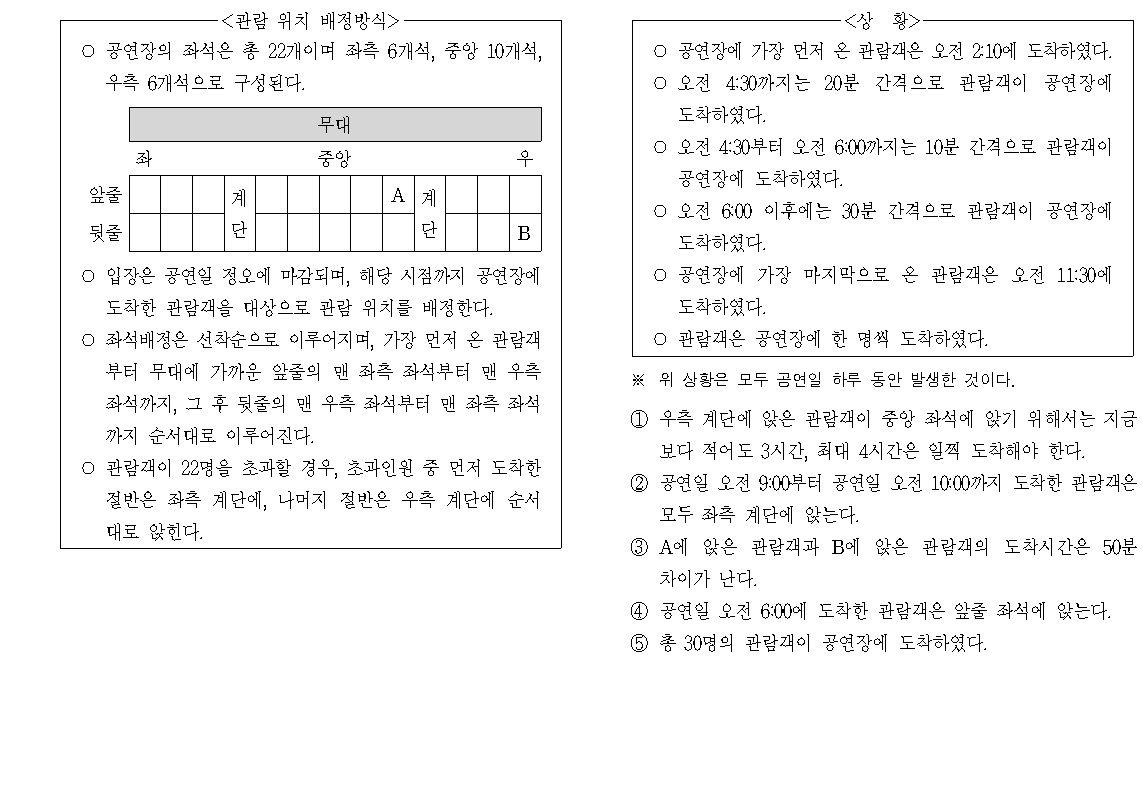 <관람 위치 배정방식>
○ 공연장의 좌석은 총 22개이며 좌측 6개석, 중앙 10개석,
우측 6개석으로 구성된다.
무대
좌 중앙 우
앞줄 계 A 계
뒷줄 단 단 B
○ 입장은 공연일 정오에 마감되며, 해당 시점까지 공연장에
도착한 관람객을 대상으로 관람 위치를 배정한다.
○ 좌석배정은 선착순으로 이루어지며, 가장 먼저 온 관람객
부터 무대에 가까운 앞줄의 맨 좌측 좌석부터 맨 우측
좌석까지, 그 후 뒷줄의 맨 우측 좌석부터 맨 좌측 좌석
까지 순서대로 이루어진다.
○ 관람객이 22명을 초과할 경우, 초과인원 중 먼저 도착한
절반은 좌측 계단에, 나머지 절반은 우측 계단에 순서
대로 앉힌다.
<상 황>
○ 공연장에 가장 먼저 온 관람객은 오전 2:10에 도착하였다.
○ 오전 4:30까지는 20분 간격으로 관람객이 공연장에
도착하였다.
○ 오전 4:30부터 오전 6:00까지는 10분 간격으로 관람객이
공연장에 도착하였다.
○ 오전 6:00 이후에는 30분 간격으로 관람객이 공연장에
도착하였다.
○ 공연장에 가장 마지막으로 온 관람객은 오전 11:30에
도착하였다.
○ 관람객은 공연장에 한 명씩 도착하였다.
※ 위 상황은 모두 공연일 하루 동안 발생한 것이다.
① 우측 계단에 앉은 관람객이 중앙 좌석에 앉기 위해서는 지금
보다 적어도 3시간, 최대 4시간은 일찍 도착해야 한다.
② 공연일 오전 9:00부터 공연일 오전 10:00까지 도착한 관람객은
모두 좌측 계단에 앉는다.
③ A에 앉은 관람객과 B에 앉은 관람객의 도착시간은 50분
차이가 난다.
④ 공연일 오전 6:00에 도착한 관람객은 앞줄 좌석에 앉는다.
⑤ 총 30명의 관람객이 공연장에 도착하였다.